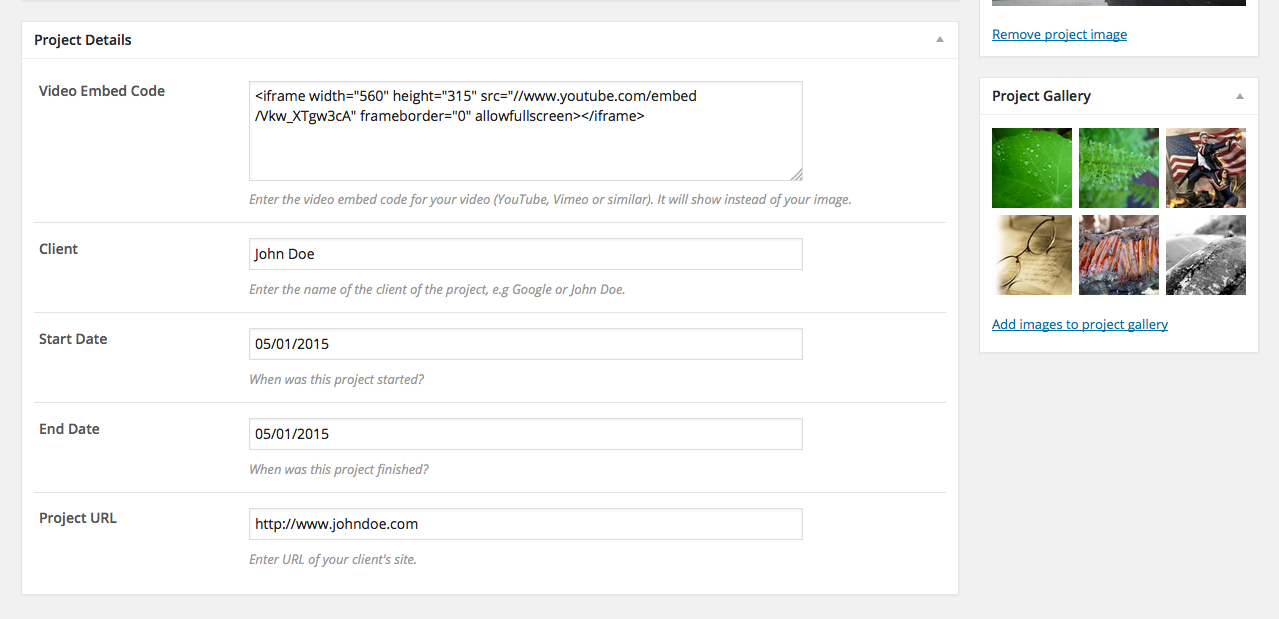 Project Details
Video Embed Code
<iframe width="560" height="315" src="//www.youtube.com/embed
/Vkw_XTgw3cA" frameborder="0" allowfullscreen></iframe>
Enter the video embed code for your video (YouTube, Vimeo or similar). It will show instead of your image.
Client
John Doe
Enter the name of the client of the project, e.g Google or John Doe.
Start Date
05/01/2015
When was this project started?
End Date
05/01/2015
When was this project finished?
Project URL
http://www.johndoe.com
Enter URL of your client's site.
Remove project image
Project Gallery
Add images to project gallery